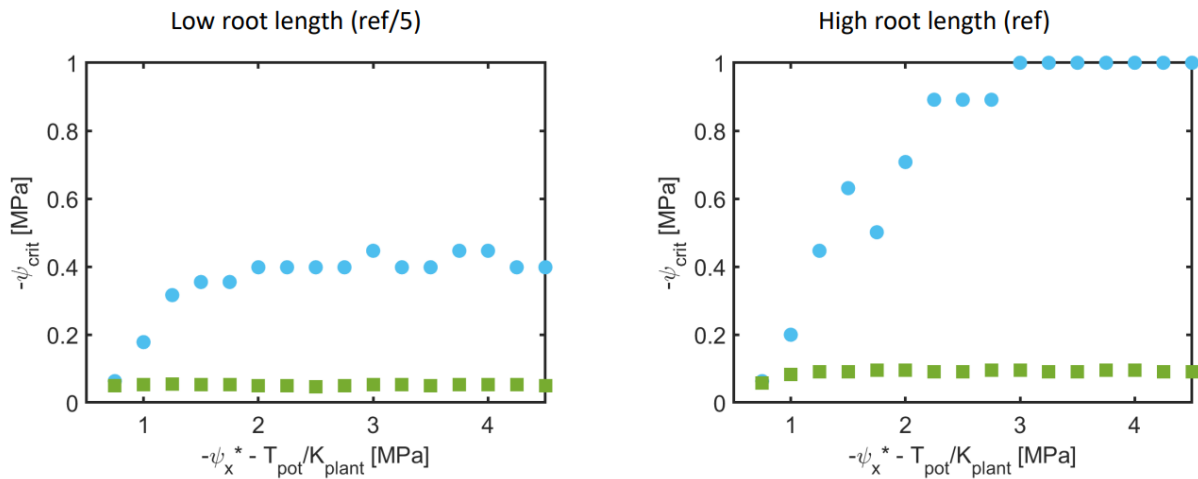 Low root length (ref/5)
1
0.8
0.6
0.4
0.2
0
-ψcrit [MPa]
1 2 3 4
-ψx* - Tpot/Kplant [MPa]
High root length (ref)
1
0.8
0.6
0.4
0.2
0
-ψcrit [MPa]
1 2 3 4
-ψx* - Tpot/Kplant [MPa]